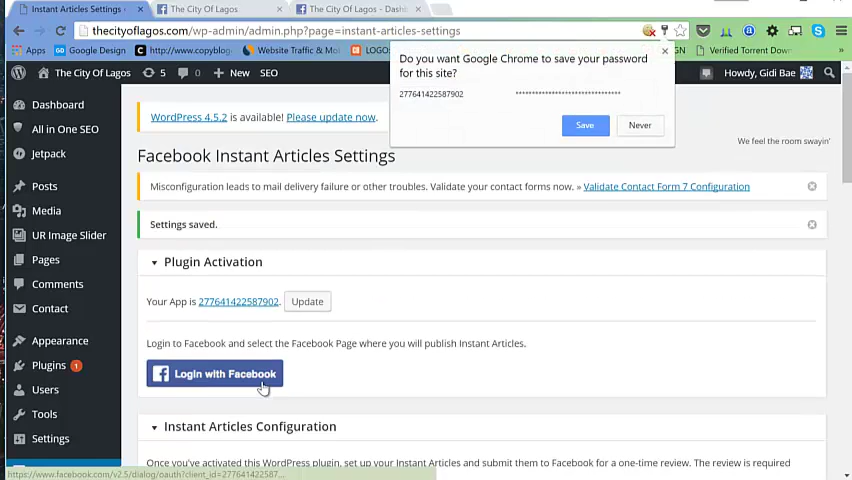 Instant Articles Settings
The City Of Lagos
The City Of Lagos - Dashb
thecityoflagos.com/wp-admin/admin.php?page=instant-articles-settings
Apps
Google Design
http://www.copyblog
Website Traffic & Mo
LOGO
GN
Verified Torrent Down
The City Of Lagos
5
0
New
SEO
Howdy, Gidi Bae
Do you want Google Chrome to save your password
for this site?
277641422587902 ********************************
Save
Never
Dashboard
All in One SEO
Jetpack
Posts
Media
UR Image Slider
Pages
Comments
Contact
Appearance
Plugins 1
Users
Tools
Settings
WordPress 4.5.2 is available! Please update now.
We feel the room swayin'
Facebook Instant Articles Settings
Misconfiguration leads to mail delivery failure or other troubles. Validate your contact forms now. » Validate Contact Form 7 Configuration
Settings saved.
Plugin Activation
Your App is 277641422587902. Update
Login to Facebook and select the Facebook Page where you will publish Instant Articles.
Login with Facebook
Instant Articles Configuration
Once you've activated this WordPress plugin, set up your Instant Articles and submit them to Facebook for a one-time review. The review is required
https://www.facebook.com/v2.5/dialog/oauth?client_id=277641422587...